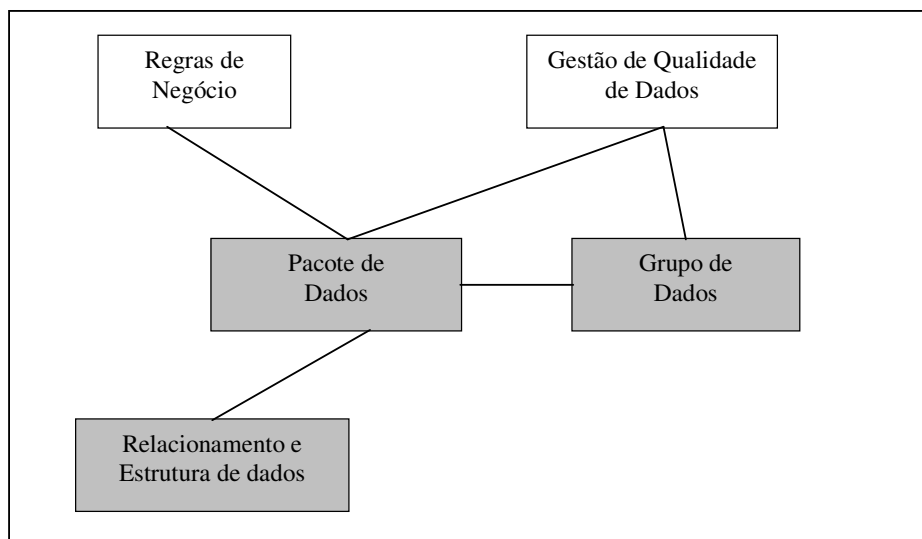 Regras de
Negócio
Gestão de Qualidade
de Dados
Pacote de
Dados
Grupo de
Dados
Relacionamento e
Estrutura de dados